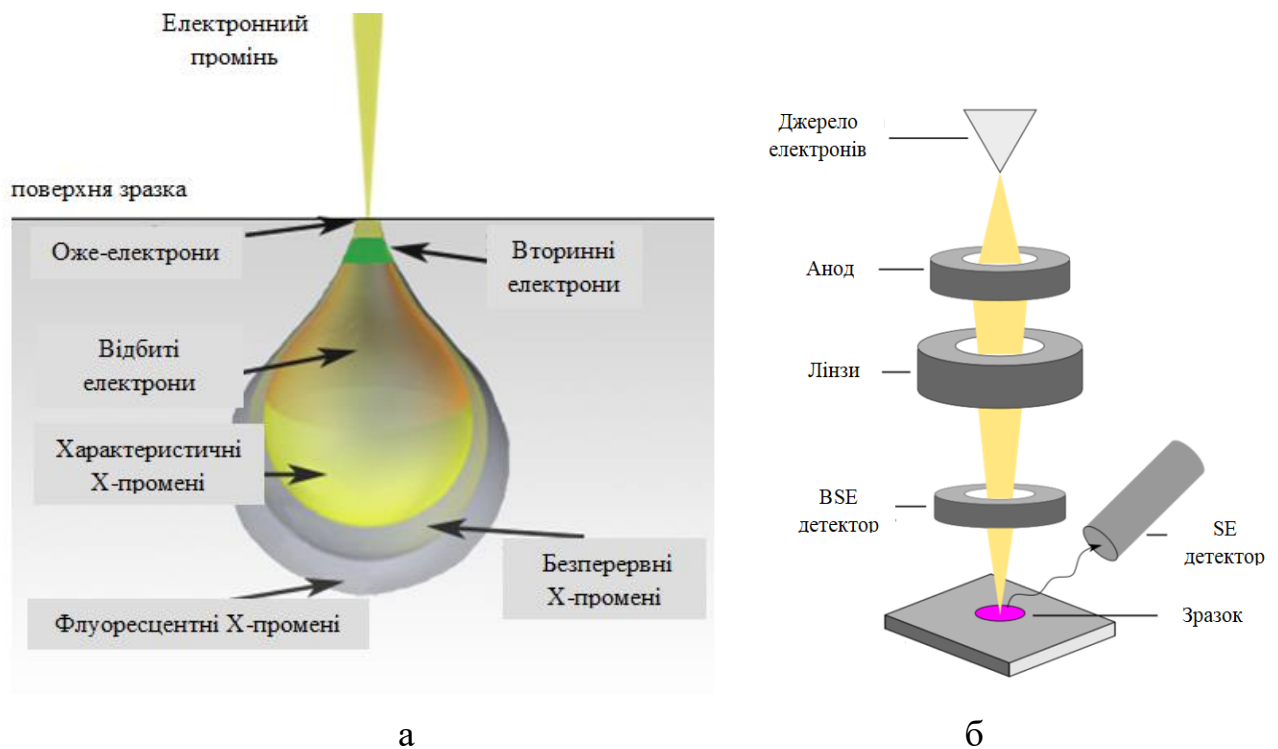 Електронний
промінь
поверхня зразка
Оже-електрони
Вторинні
електрони
Відбиті
електрони
Характеристичні
Х-промені
Безперервні
Х-промені
Флуоресцентні Х-промені
а
Джерело
електронів
Анод
Лінзи
BSE
детектор
SE
детектор
Зразок
б